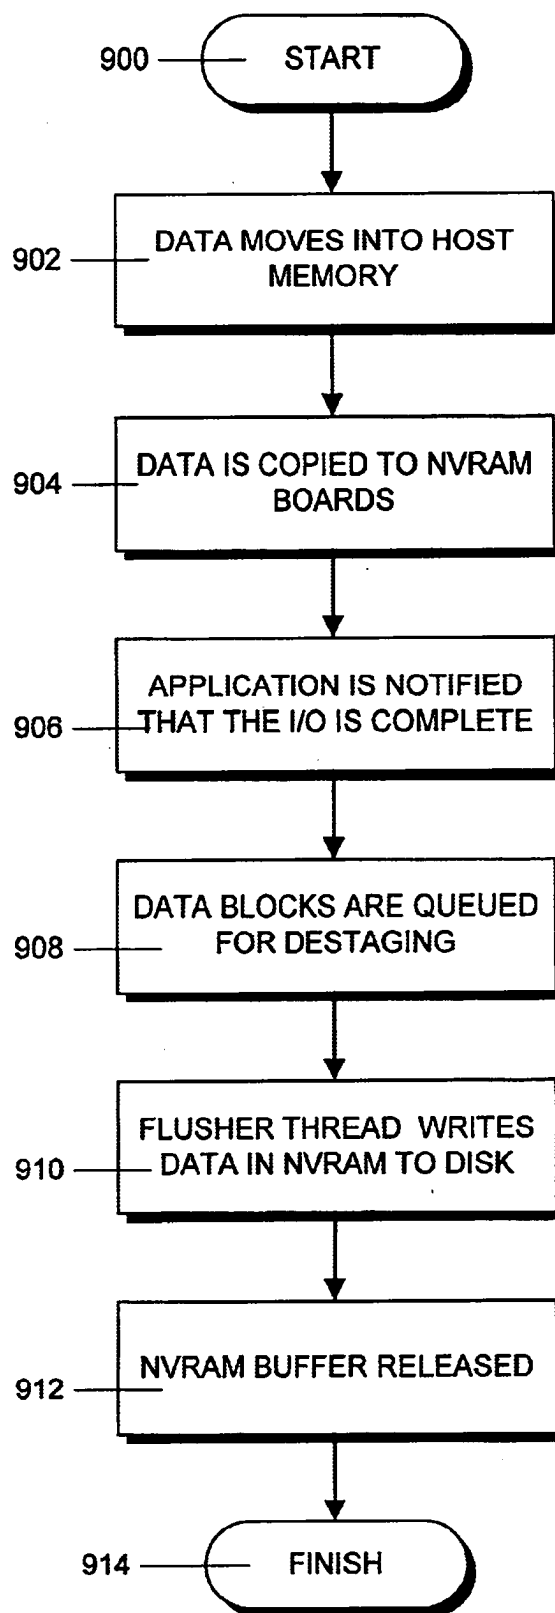 900 START
902 DATA MOVES INTO HOST
MEMORY
904 DATA IS COPIED TO NVRAM
BOARDS
APPLICATION IS NOTIFIED
906 THAT THE I/O IS COMPLETE
DATA BLOCKS ARE QUEUED
908 FOR DESTAGING
FLUSHER THREAD WRITES
910 DATA IN NVRAM TO DISK
912 NVRAM BUFFER RELEASED
914 FINISH